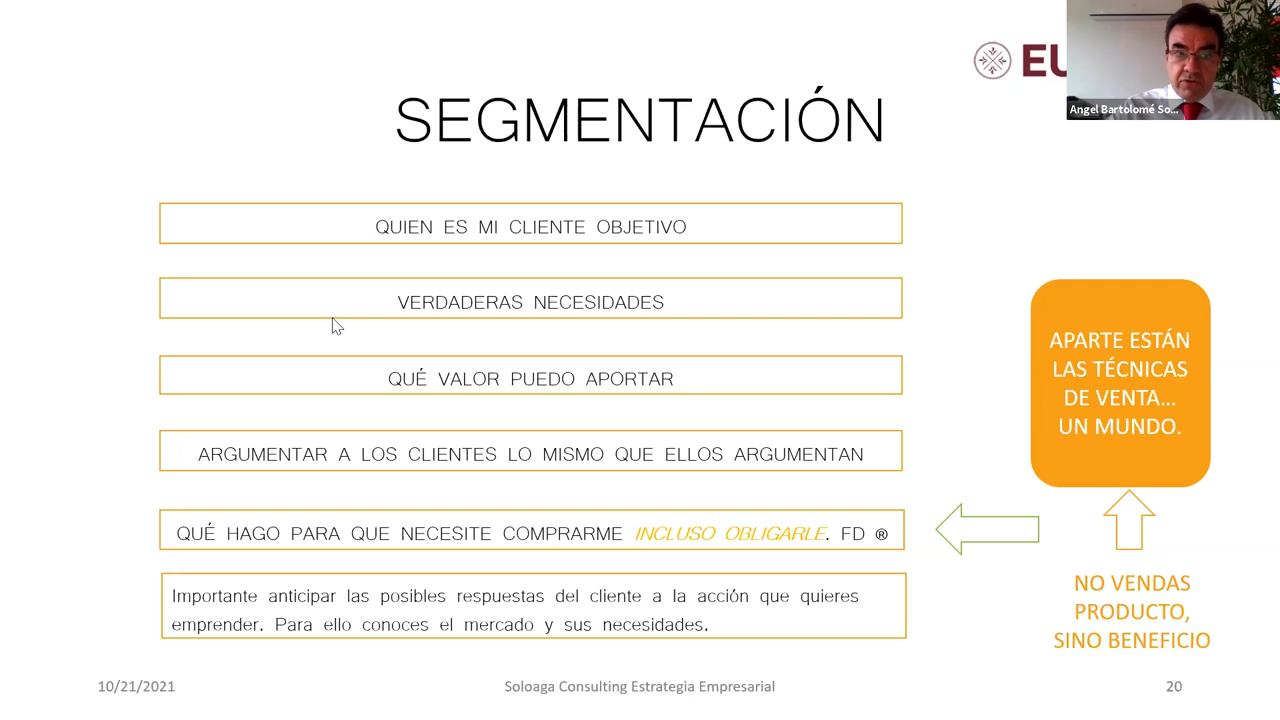 EU
Angel Bartolomé So...
SEGMENTACIÓN
QUIEN ES MI CLIENTE OBJETIVO
VERDADERAS NECESIDADES
QUÉ VALOR PUEDO APORTAR
ARGUMENTAR A LOS CLIENTES LO MISMO QUE ELLOS ARGUMENTAN
QUÉ HAGO PARA QUE NECESITE COMPRARME INCLUSO OBLIGARLE. FD ®
Importante anticipar las posibles respuestas del cliente a la acción que quieres
emprender. Para ello conoces el mercado y sus necesidades.
APARTE ESTÁN
LAS TÉCNICAS
DE VENTA...
UN MUNDO.
NO VENDAS
PRODUCTO,
SINO BENEFICIO
10/21/2021
Soloaga Consulting Estrategia Empresarial
20